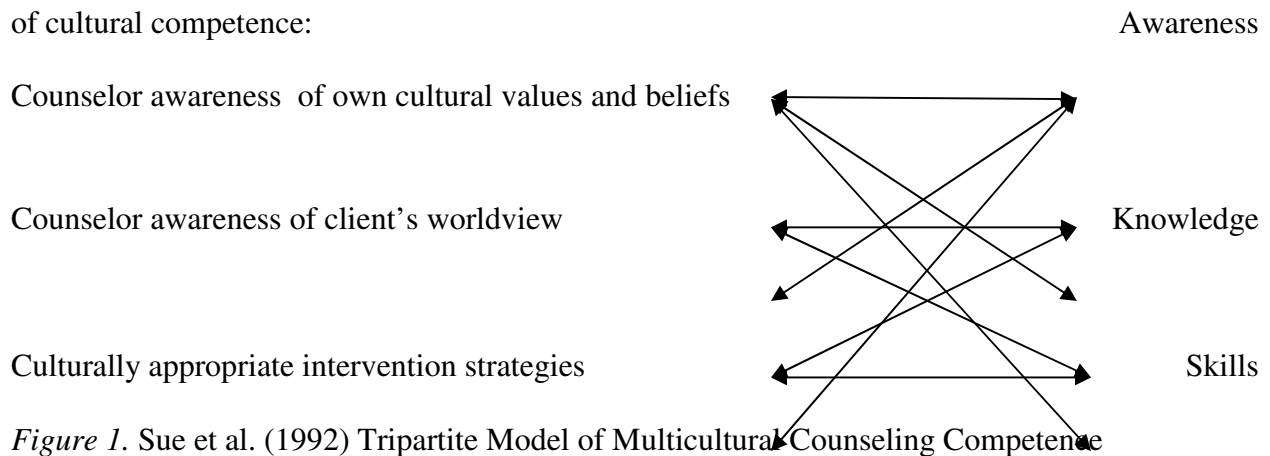 of cultural competence: Awareness
Counselor awareness of own cultural values and beliefs
Counselor awareness of client's worldview Knowledge
Culturally appropriate intervention strategies Skills
Figure 1. Sue et al. (1992) Tripartite Model of Multicultural Counseling Competence